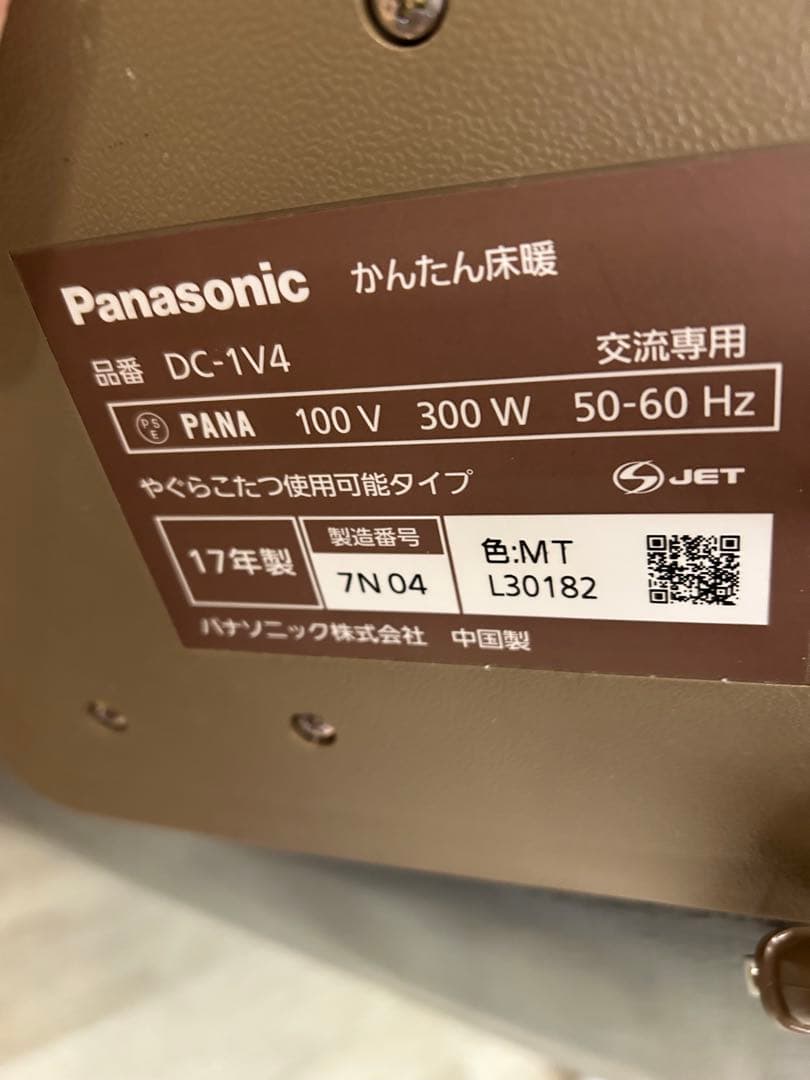 Panasonic かんたん床暖
品番 DC-1V4 交流専用
PSE PANA 100 V 300 W 50-60 Hz
やぐらこたつ使用可能タイプ JET
17年製 製造番号 7N 04 色:MT L30182
パナソニック株式会社 中国製